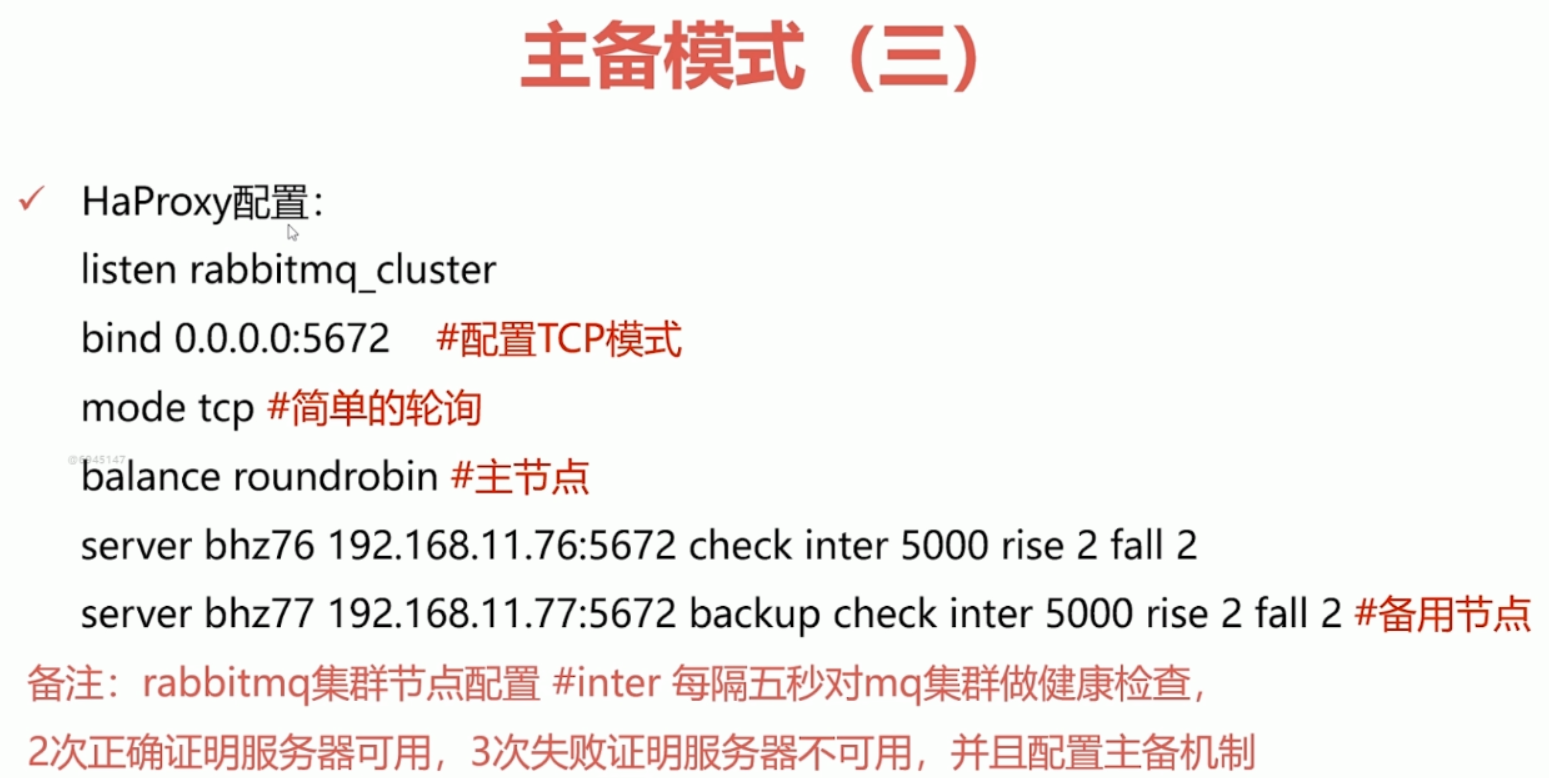 主备模式（三）
✓ HaProxy配置：
listen rabbitmq_cluster
bind 0.0.0.0:5672 #配置TCP模式
mode tcp #简单的轮询
balance roundrobin #主节点
server bhz76 192.168.11.76:5672 check inter 5000 rise 2 fall 2
server bhz77 192.168.11.77:5672 backup check inter 5000 rise 2 fall 2 #备用节点
备注：rabbitmq集群节点配置 #inter 每隔五秒对mq集群做健康检查，
2次正确证明服务器可用，3次失败证明服务器不可用，并且配置主备机制